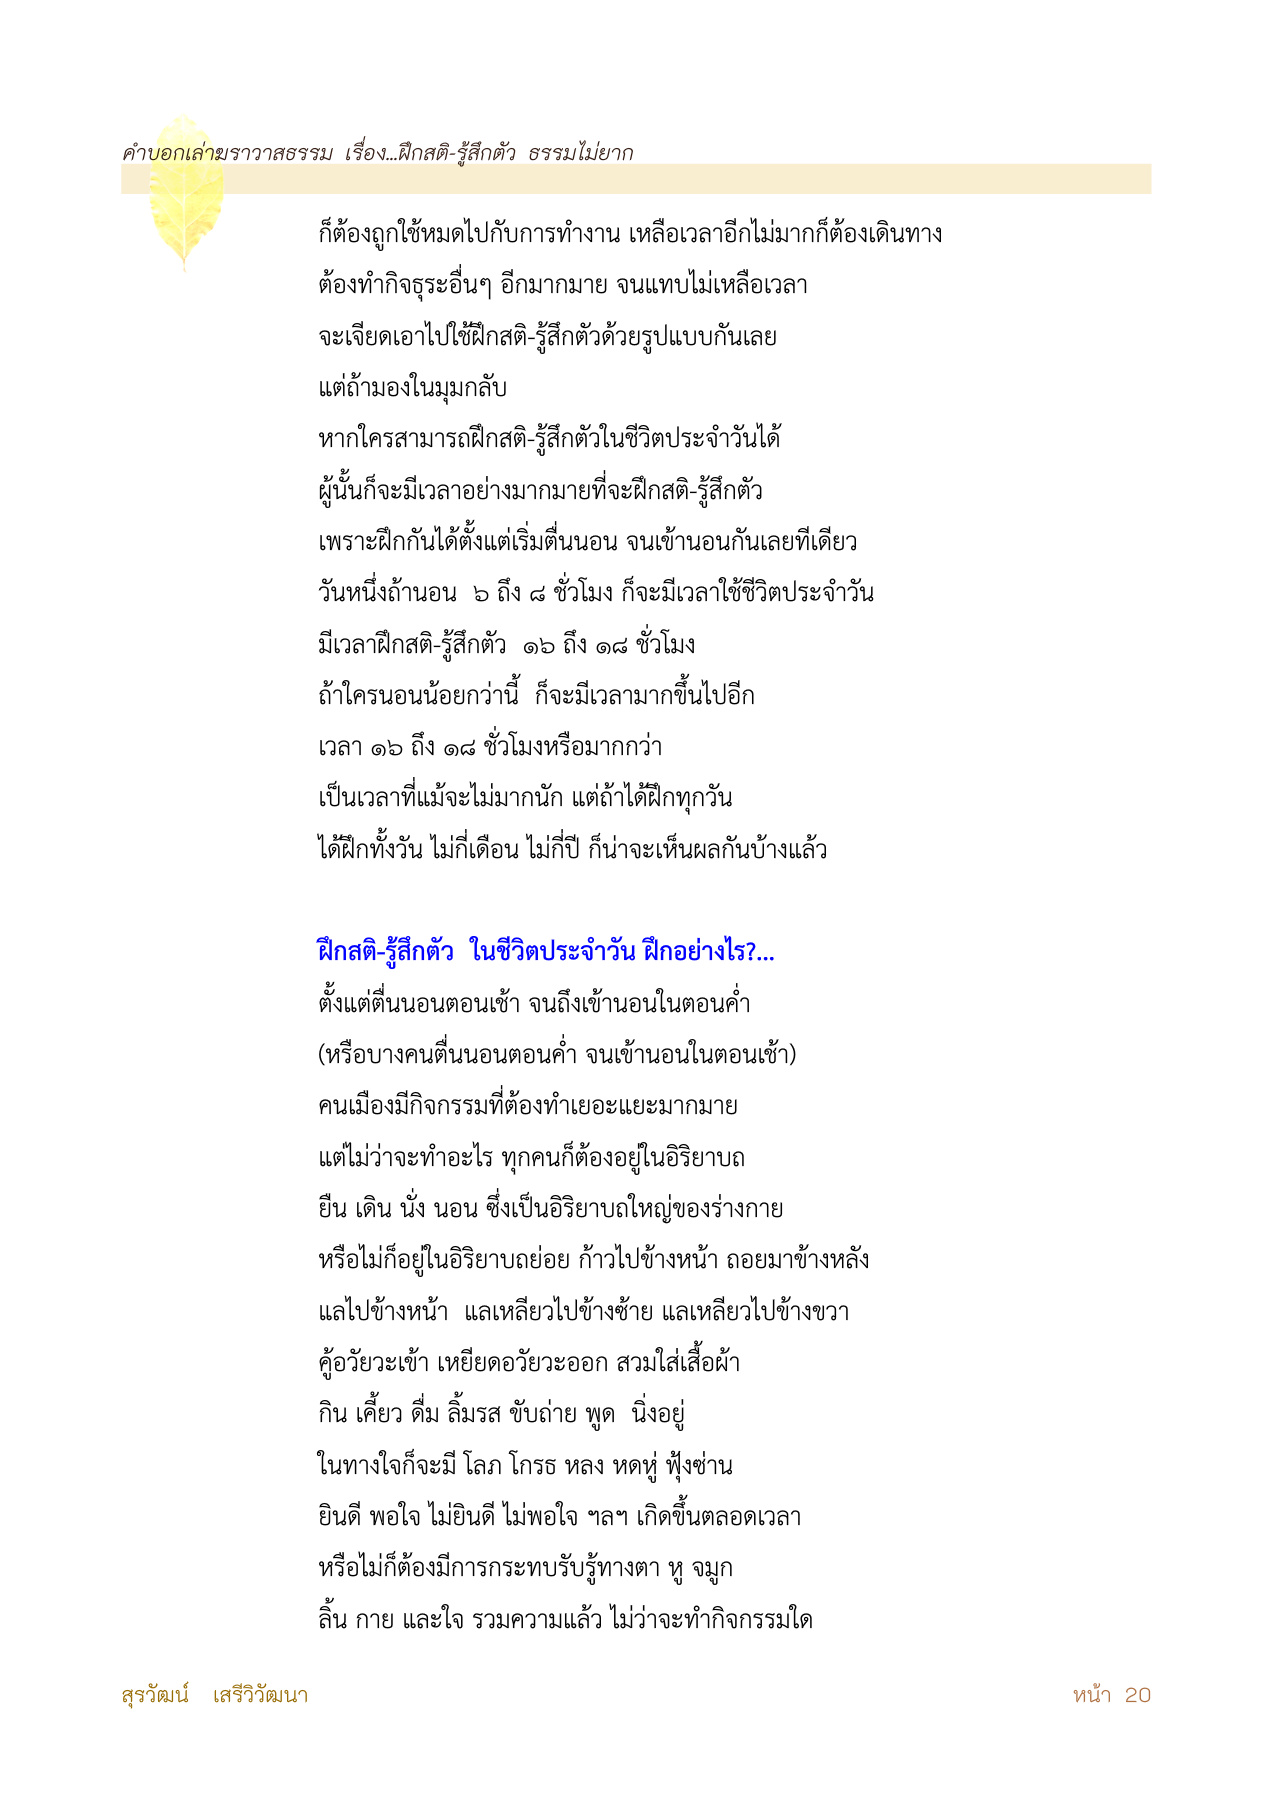 คำบอกเล่าฆราวาสธรรม เรื่อง...ฝึกสติ-รู้สึกตัว ธรรมไม่ยาก
ก็ต้องถูกใช้หมดไปกับการทำงาน เหลือเวลาอีกไม่มากก็ต้องเดินทาง
ต้องทำกิจธุระอื่นๆ อีกมากมาย จนแทบไม่เหลือเวลา
จะเจียดเอาไปใช้ฝึกสติ-รู้สึกตัวด้วยรูปแบบกันเลย
แต่ถ้ามองในมุมกลับ
หากใครสามารถฝึกสติ-รู้สึกตัวในชีวิตประจำวันได้
ผู้นั้นก็จะมีเวลาอย่างมากมายที่จะฝึกสติ-รู้สึกตัว
เพราะฝึกกันได้ตั้งแต่เริ่มตื่นนอน จนเข้านอนกันเลยทีเดียว
วันหนึ่งถ้านอน ๖ ถึง ๘ ชั่วโมง ก็จะมีเวลาใช้ชีวิตประจำวัน
มีเวลาฝึกสติ-รู้สึกตัว ๑๖ ถึง ๑๘ ชั่วโมง
ถ้าใครนอนน้อยกว่านี้ ก็จะมีเวลามากขึ้นไปอีก
เวลา ๑๖ ถึง ๑๘ ชั่วโมงหรือมากกว่า
เป็นเวลาที่แม้จะไม่มากนัก แต่ถ้าได้ฝึกทุกวัน
ได้ฝึกทั้งวัน ไม่กี่เดือน ไม่กี่ปี ก็น่าจะเห็นผลกันบ้างแล้ว
ฝึกสติ-รู้สึกตัว ในชีวิตประจำวัน ฝึกอย่างไร?...
ตั้งแต่ตื่นนอนตอนเช้า จนถึงเข้านอนในตอนค่ำ
(หรือบางคนตื่นนอนตอนค่ำ จนเข้านอนในตอนเช้า)
คนเมืองมีกิจกรรมที่ต้องทำเยอะแยะมากมาย
แต่ไม่ว่าจะทำอะไร ทุกคนก็ต้องอยู่ในอิริยาบถ
ยืน เดิน นั่ง นอน ซึ่งเป็นอิริยาบถใหญ่ของร่างกาย
หรือไม่ก็อยู่ในอิริยาบถย่อย ก้าวไปข้างหน้า ถอยมาข้างหลัง
แลไปข้างหน้า แลเหลียวไปข้างซ้าย แลเหลียวไปข้างขวา
คู้อวัยวะเข้า เหยียดอวัยวะออก สวมใส่เสื้อผ้า
กิน เคี้ยว ดื่ม ลิ้มรส ขับถ่าย พูด นิ่งอยู่
ในทางใจก็จะมี โลภ โกรธ หลง หดหู่ ฟุ้งซ่าน
ยินดี พอใจ ไม่ยินดี ไม่พอใจ ฯลฯ เกิดขึ้นตลอดเวลา
หรือไม่ก็ต้องมีการกระทบรับรู้ทางตา หู จมูก
ลิ้น กาย และใจ รวมความแล้ว ไม่ว่าจะทำกิจกรรมใด
สุรวัฒน์ เสรีวิวัฒนา
หน้า 20